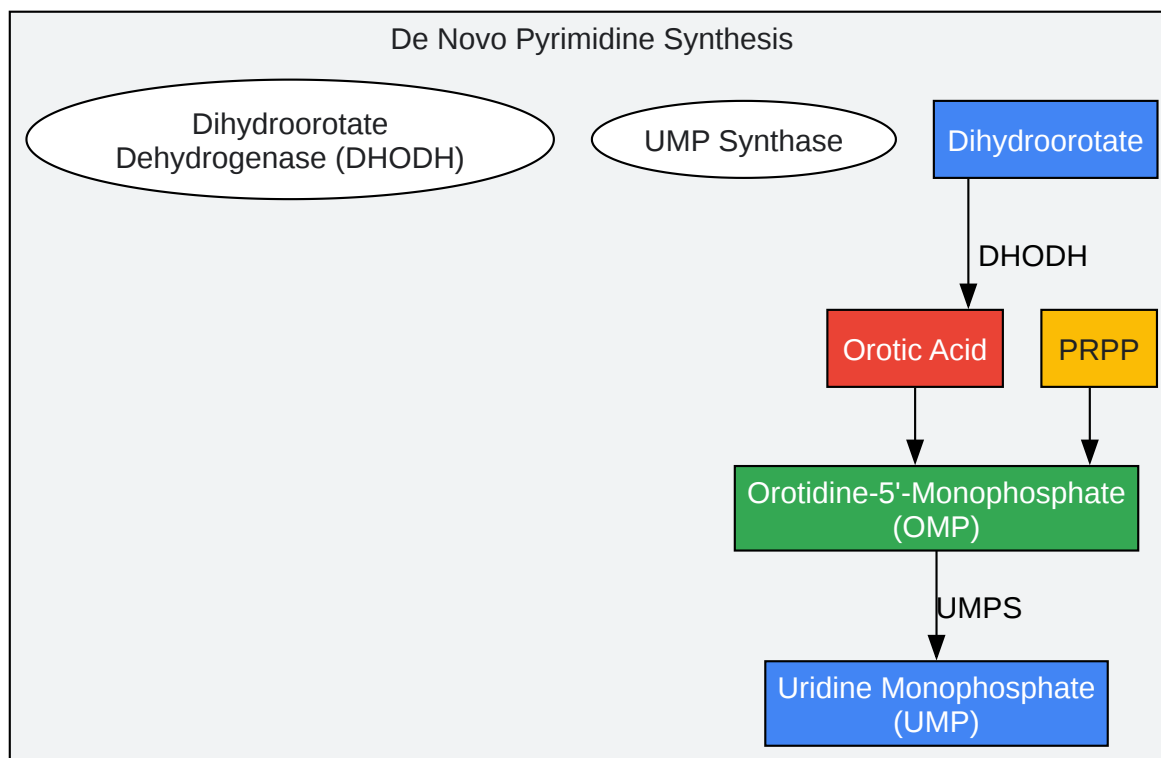 De Novo Pyrimidine Synthesis
Dihydroorotate
Dehydrogenase (DHODH)
UMP Synthase
Dihydroorotate
DHODH
Orotic Acid
PRPP
Orotidine-5'-Monophosphate
(OMP)
UMPS
Uridine Monophosphate
(UMP)